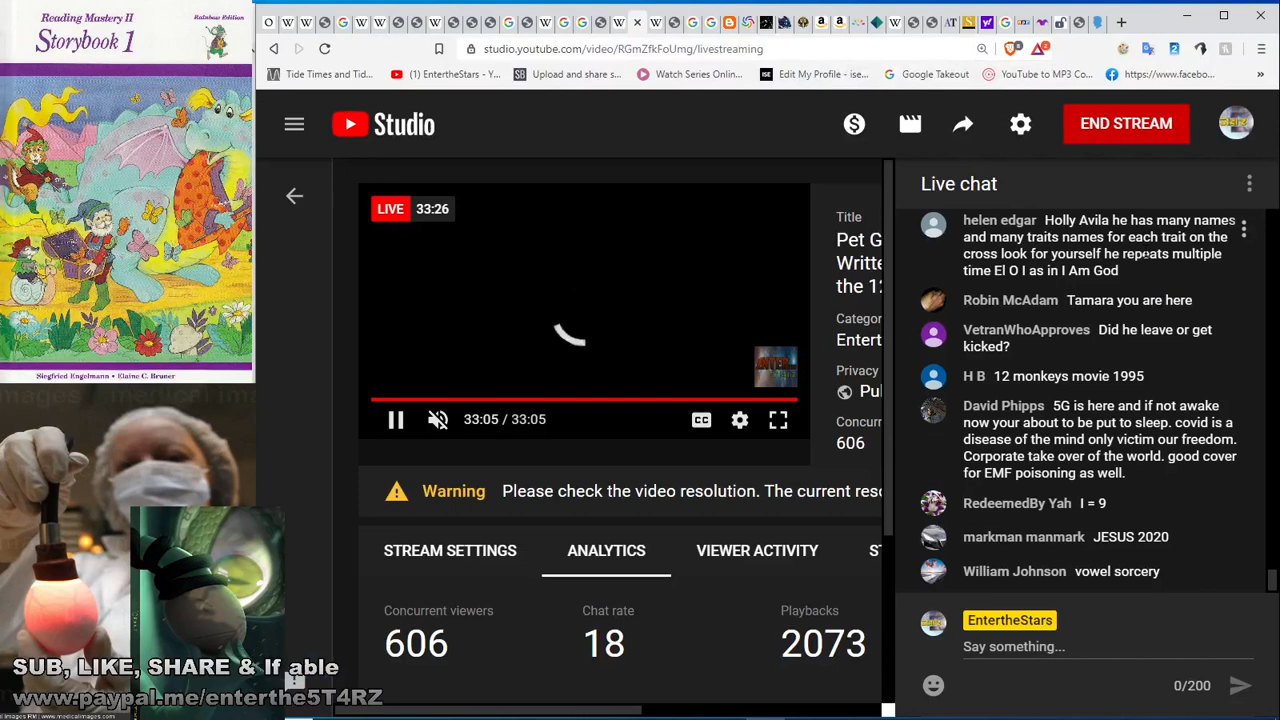 Reading Mastery II
Rainbow Edition
Storybook 1
Siegfried Engelmann • Elaine C. Bruner
studio.youtube.com/video/RGmZfkFoUmg/livestreaming
Tide Times and Tid...
(1) EntertheStars - Y...
Upload and share s...
Watch Series Onlin...
Edit My Profile - ise...
Google Takeout
YouTube to MP3 Co...
https://www.facebo...
»
Studio
END STREAM
LIVE 33:26
33:05 / 33:05
CC
Title
Pet G
Writte
the 12
Categor
Entert
Privacy
Pul
Concurr
606
Warning Please check the video resolution. The current reso
STREAM SETTINGS
ANALYTICS
VIEWER ACTIVITY
S
Concurrent viewers
606
Chat rate
18
Playbacks
2073
Live chat
helen edgar Holly Avila he has many names
and many traits names for each trait on the
cross look for yourself he repeats multiple
time El O I as in I Am God
Robin McAdam Tamara you are here
VetranWhoApproves Did he leave or get
kicked?
H B 12 monkeys movie 1995
David Phipps 5G is here and if not awake
now your about to be put to sleep. covid is a
disease of the mind only victim our freedom.
Corporate take over of the world. good cover
for EMF poisoning as well.
RedeemedBy Yah I = 9
markman manmark JESUS 2020
William Johnson vowel sorcery
EntertheStars
Say something...
0/200
SUB, LIKE, SHARE & If able
www.paypal.me/enterthe5T4RZ